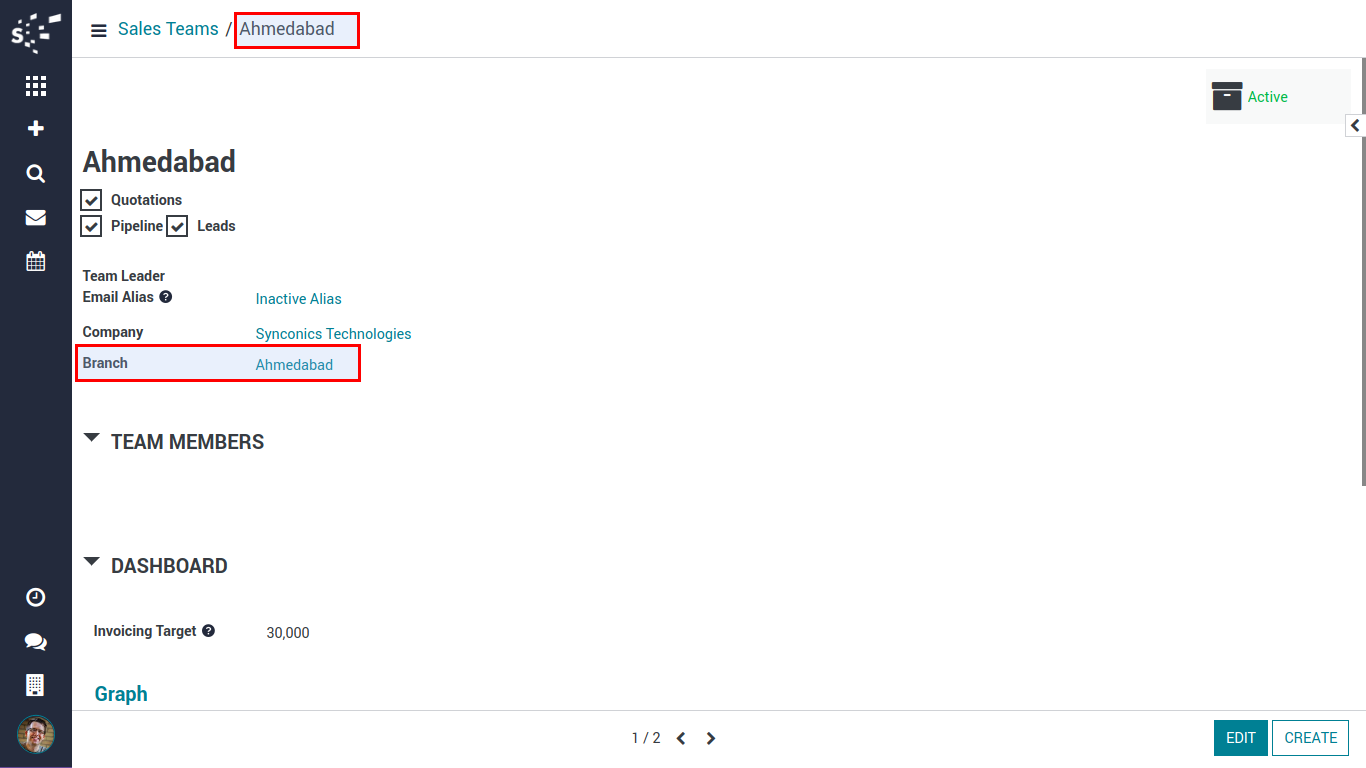 Sales Teams / Ahmedabad
Active
Ahmedabad
Quotations
Pipeline Leads
Team Leader
Email Alias ? Inactive Alias
Company Synconics Technologies
Branch Ahmedabad
TEAM MEMBERS
DASHBOARD
Invoicing Target ? 30,000
Graph
1 / 2
EDIT CREATE